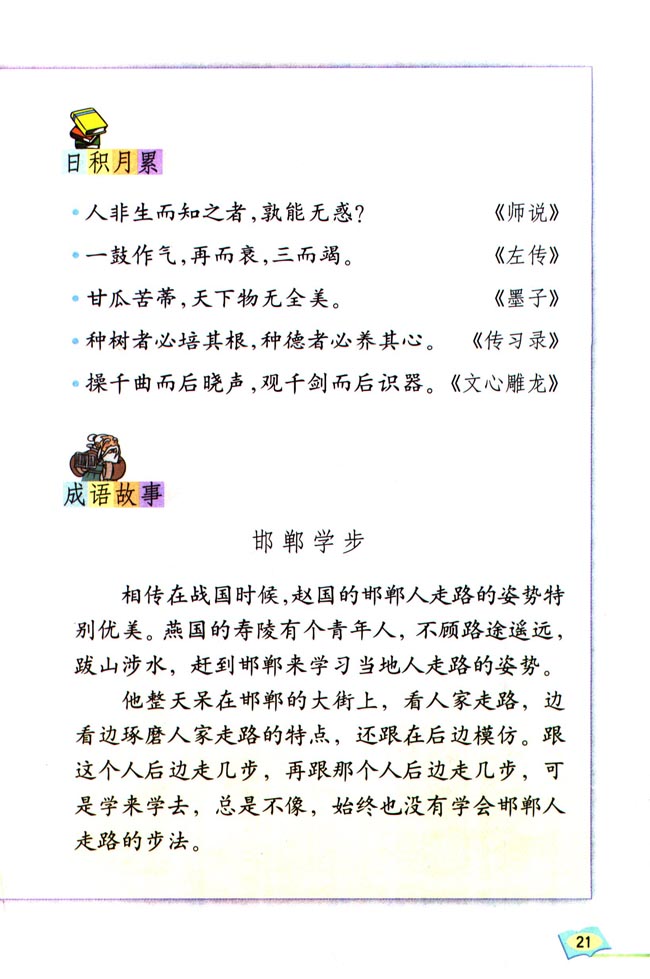 日积月累
人非生而知之者，孰能无惑？ 《师说》
一鼓作气，再而衰，三而竭。 《左传》
甘瓜苦蒂，天下物无全美。 《墨子》
种树者必培其根，种德者必养其心。 《传习录》
操千曲而后晓声，观千剑而后识器。《文心雕龙》
成语故事
邯郸学步
相传在战国时候，赵国的邯郸人走路的姿势特
别优美。燕国的寿陵有个青年人，不顾路途遥远，
跋山涉水，赶到邯郸来学习当地人走路的姿势。
他整天呆在邯郸的大街上，看人家走路，边
看边琢磨人家走路的特点，还跟在后边模仿。跟
这个人后边走几步，再跟那个人后边走几步，可
是学来学去，总是不像，始终也没有学会邯郸人
走路的步法。
21